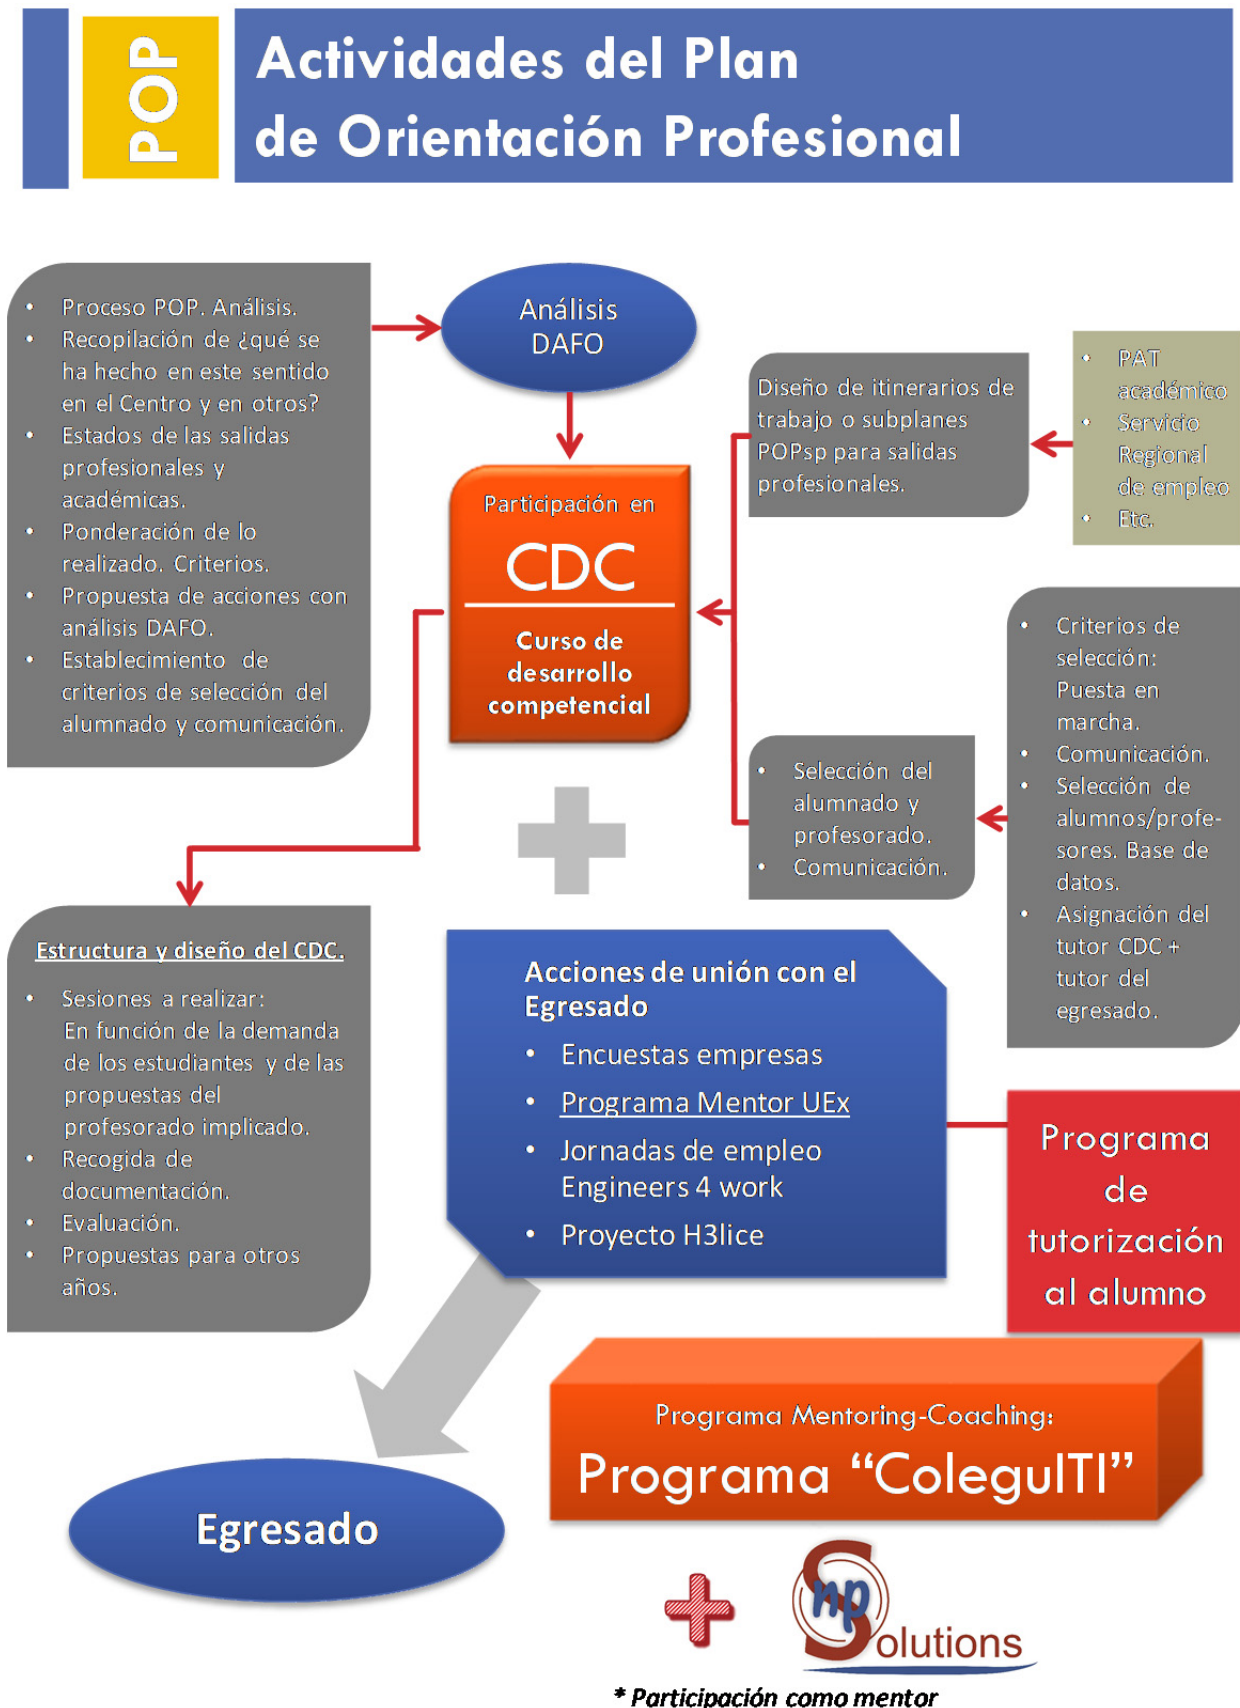 POP
Actividades del Plan
de Orientación Profesional
• Proceso POP. Análisis.
• Recopilación de ¿qué se
ha hecho en este sentido
en el Centro y en otros?
• Estados de las salidas
profesionales y
académicas.
• Ponderación de lo
realizado. Criterios.
• Propuesta de acciones con
análisis DAFO.
• Establecimiento de
criterios de selección del
alumnado y comunicación.
Análisis
DAFO
Participación en
CDC
Curso de
desarrollo
competencial
Diseño de itinerarios de
trabajo o subplanes
POPsp para salidas
profesionales.
• PAT
académico
• Servicio
Regional
de empleo
• Etc.
• Criterios de
selección:
Puesta en
marcha.
• Comunicación.
• Selección de
alumnos/profe-
sores. Base de
datos.
• Asignación del
tutor CDC +
tutor del
egresado.
• Selección del
alumnado y
profesorado.
• Comunicación.
Estructura y diseño del CDC.
• Sesiones a realizar:
En función de la demanda
de los estudiantes y de las
propuestas del
profesorado implicado.
• Recogida de
documentación.
• Evaluación.
• Propuestas para otros
años.
Acciones de unión con el
Egresado
• Encuestas empresas
• Programa Mentor UEx
• Jornadas de empleo
Engineers 4 work
• Proyecto H3lice
Programa
de
tutorización
al alumno
Programa Mentoring-Coaching:
Programa “ColeguITI”
Egresado
Snp
Solutions
* Participación como mentor